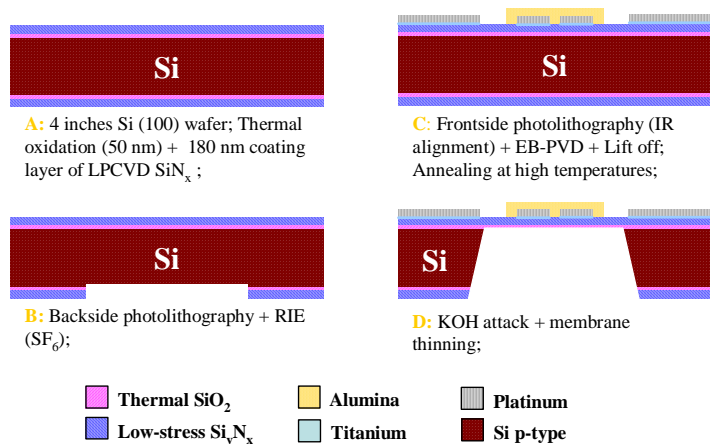 Si
Si
A: 4 inches Si (100) wafer; Thermal
oxidation (50 nm) + 180 nm coating
layer of LPCVD SiNx ;
C: Frontside photolithography (IR
alignment) + EB-PVD + Lift off;
Annealing at high temperatures;
Si
Si
B: Backside photolithography + RIE
(SF6);
D: KOH attack + membrane
thinning;
Thermal SiO2
Alumina
Platinum
Low-stress SiyNx
Titanium
Si p-type